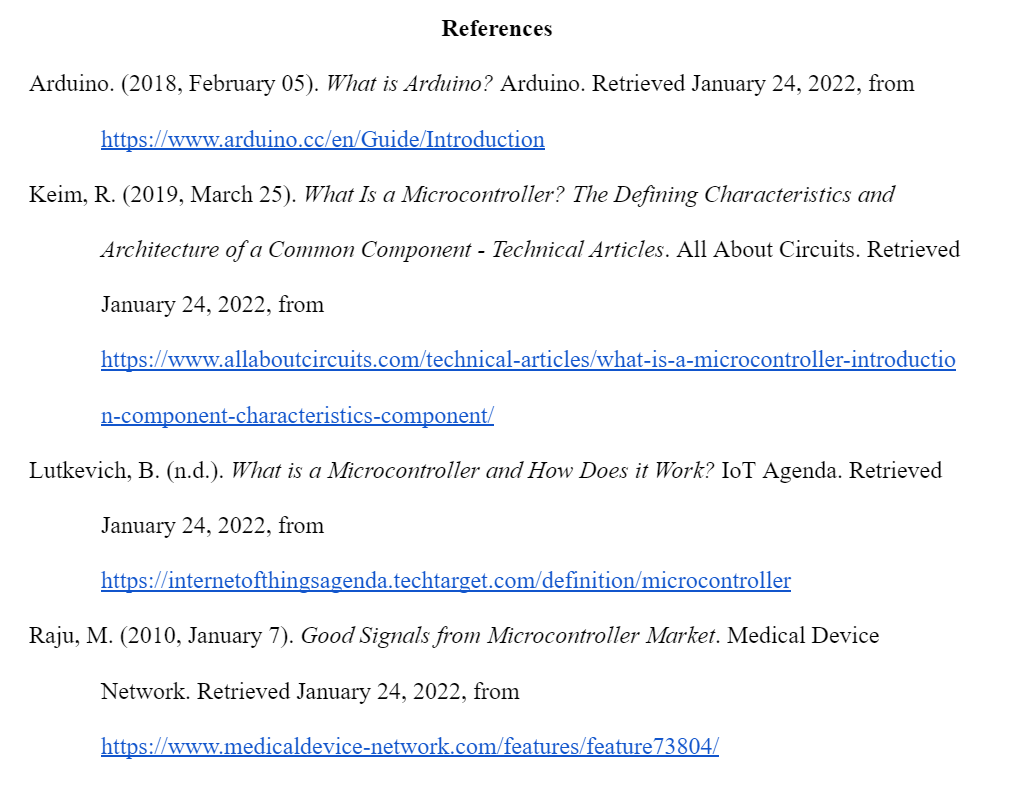 References
Arduino. (2018, February 05). What is Arduino? Arduino. Retrieved January 24, 2022, from
https://www.arduino.cc/en/Guide/Introduction
Keim, R. (2019, March 25). What Is a Microcontroller? The Defining Characteristics and
Architecture of a Common Component - Technical Articles. All About Circuits. Retrieved
January 24, 2022, from
https://www.allaboutcircuits.com/technical-articles/what-is-a-microcontroller-introductio
n-component-characteristics-component/
Lutkevich, B. (n.d.). What is a Microcontroller and How Does it Work? IoT Agenda. Retrieved
January 24, 2022, from
https://internetofthingsagenda.techtarget.com/definition/microcontroller
Raju, M. (2010, January 7). Good Signals from Microcontroller Market. Medical Device
Network. Retrieved January 24, 2022, from
https://www.medicaldevice-network.com/features/feature73804/